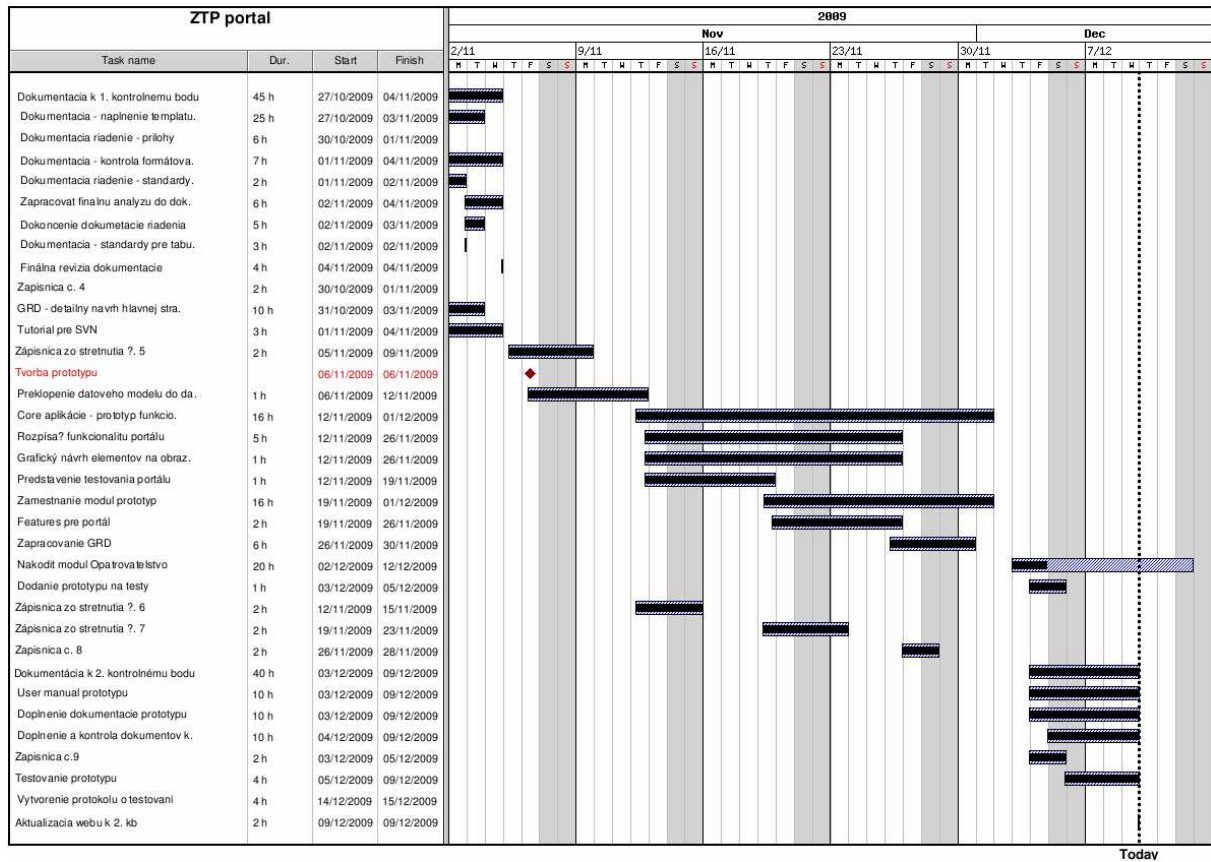 ZTP portal
2009
Nov Dec
Task name Dur. Start Finish
2/11 9/11 16/11 23/11 30/11 7/12
M T W T F S S M T W T F S S M T W T F S S M T W T F S S M T W T F S S M T W T F S S
Dokumentacia k 1. kontrolnemu bodu 45 h 27/10/2009 04/11/2009
Dokumentacia - naplnenie templatu. 25 h 27/10/2009 03/11/2009
Dokumentacia riadenie - prilohy 6 h 30/10/2009 01/11/2009
Dokumentacia - kontrola formátova. 7 h 01/11/2009 04/11/2009
Dokumentacia riadenie - standardy. 2 h 01/11/2009 02/11/2009
Zapracovat finalnu analyzu do dok. 6 h 02/11/2009 04/11/2009
Dokoncenie dokumetacie riadenia 5 h 02/11/2009 03/11/2009
Dokumentacia - standardy pre tabu. 3 h 02/11/2009 02/11/2009
Finálna revizia dokumentacie 4 h 04/11/2009 04/11/2009
Zapisnica c. 4 2 h 30/10/2009 01/11/2009
GRD - detailny navrh hlavnej stra. 10 h 31/10/2009 03/11/2009
Tutorial pre SVN 3 h 01/11/2009 04/11/2009
Zápisnica zo stretnutia ?. 5 2 h 05/11/2009 09/11/2009
Tvorba prototypu 06/11/2009 06/11/2009
Preklopenie datoveho modelu do da. 1 h 06/11/2009 12/11/2009
Core aplikácie - prototyp funkcio. 16 h 12/11/2009 01/12/2009
Rozpísa? funkcionalitu portálu 5 h 12/11/2009 26/11/2009
Grafický návrh elementov na obraz. 1 h 12/11/2009 26/11/2009
Predstavenie testovania portálu 1 h 12/11/2009 19/11/2009
Zamestnanie modul prototyp 16 h 19/11/2009 01/12/2009
Features pre portál 2 h 19/11/2009 26/11/2009
Zapracovanie GRD 6 h 26/11/2009 30/11/2009
Nakodit modul Opatrovatelstvo 20 h 02/12/2009 12/12/2009
Dodanie prototypu na testy 1 h 03/12/2009 05/12/2009
Zápisnica zo stretnutia ?. 6 2 h 12/11/2009 15/11/2009
Zápisnica zo stretnutia ?. 7 2 h 19/11/2009 23/11/2009
Zapisnica c. 8 2 h 26/11/2009 28/11/2009
Dokumentácia k 2. kontrolnému bodu 40 h 03/12/2009 09/12/2009
User manual prototypu 10 h 03/12/2009 09/12/2009
Doplnenie dokumentacie prototypu 10 h 03/12/2009 09/12/2009
Doplnenie a kontrola dokumentov k. 10 h 04/12/2009 09/12/2009
Zapisnica c.9 2 h 03/12/2009 05/12/2009
Testovanie prototypu 4 h 05/12/2009 09/12/2009
Vytvorenie protokolu o testovani 4 h 14/12/2009 15/12/2009
Aktualizacia webu k 2. kb 2 h 09/12/2009 09/12/2009
Today